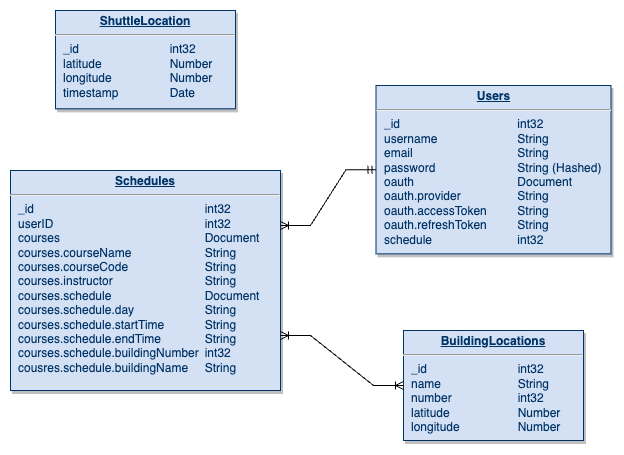 ShuttleLocation
_id int32
latitude Number
longitude Number
timestamp Date
Users
_id int32
username String
email String
password String (Hashed)
oauth Document
oauth.provider String
oauth.accessToken String
oauth.refreshToken String
schedule int32
Schedules
_id int32
userID int32
courses Document
courses.courseName String
courses.courseCode String
courses.instructor String
courses.schedule Document
courses.schedule.day String
courses.schedule.startTime String
courses.schedule.endTime String
courses.schedule.buildingNumber int32
cousres.schedule.buildingName String
BuildingLocations
_id int32
name String
number int32
latitude Number
longitude Number